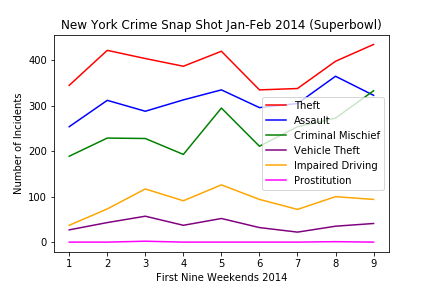 New York Crime Snap Shot Jan-Feb 2014 (Superbowl)
Number of Incidents
400
300
200
100
0
Theft
Assault
Criminal Mischief
Vehicle Theft
Impaired Driving
Prostitution
1 2 3 4 5 6 7 8 9
First Nine Weekends 2014